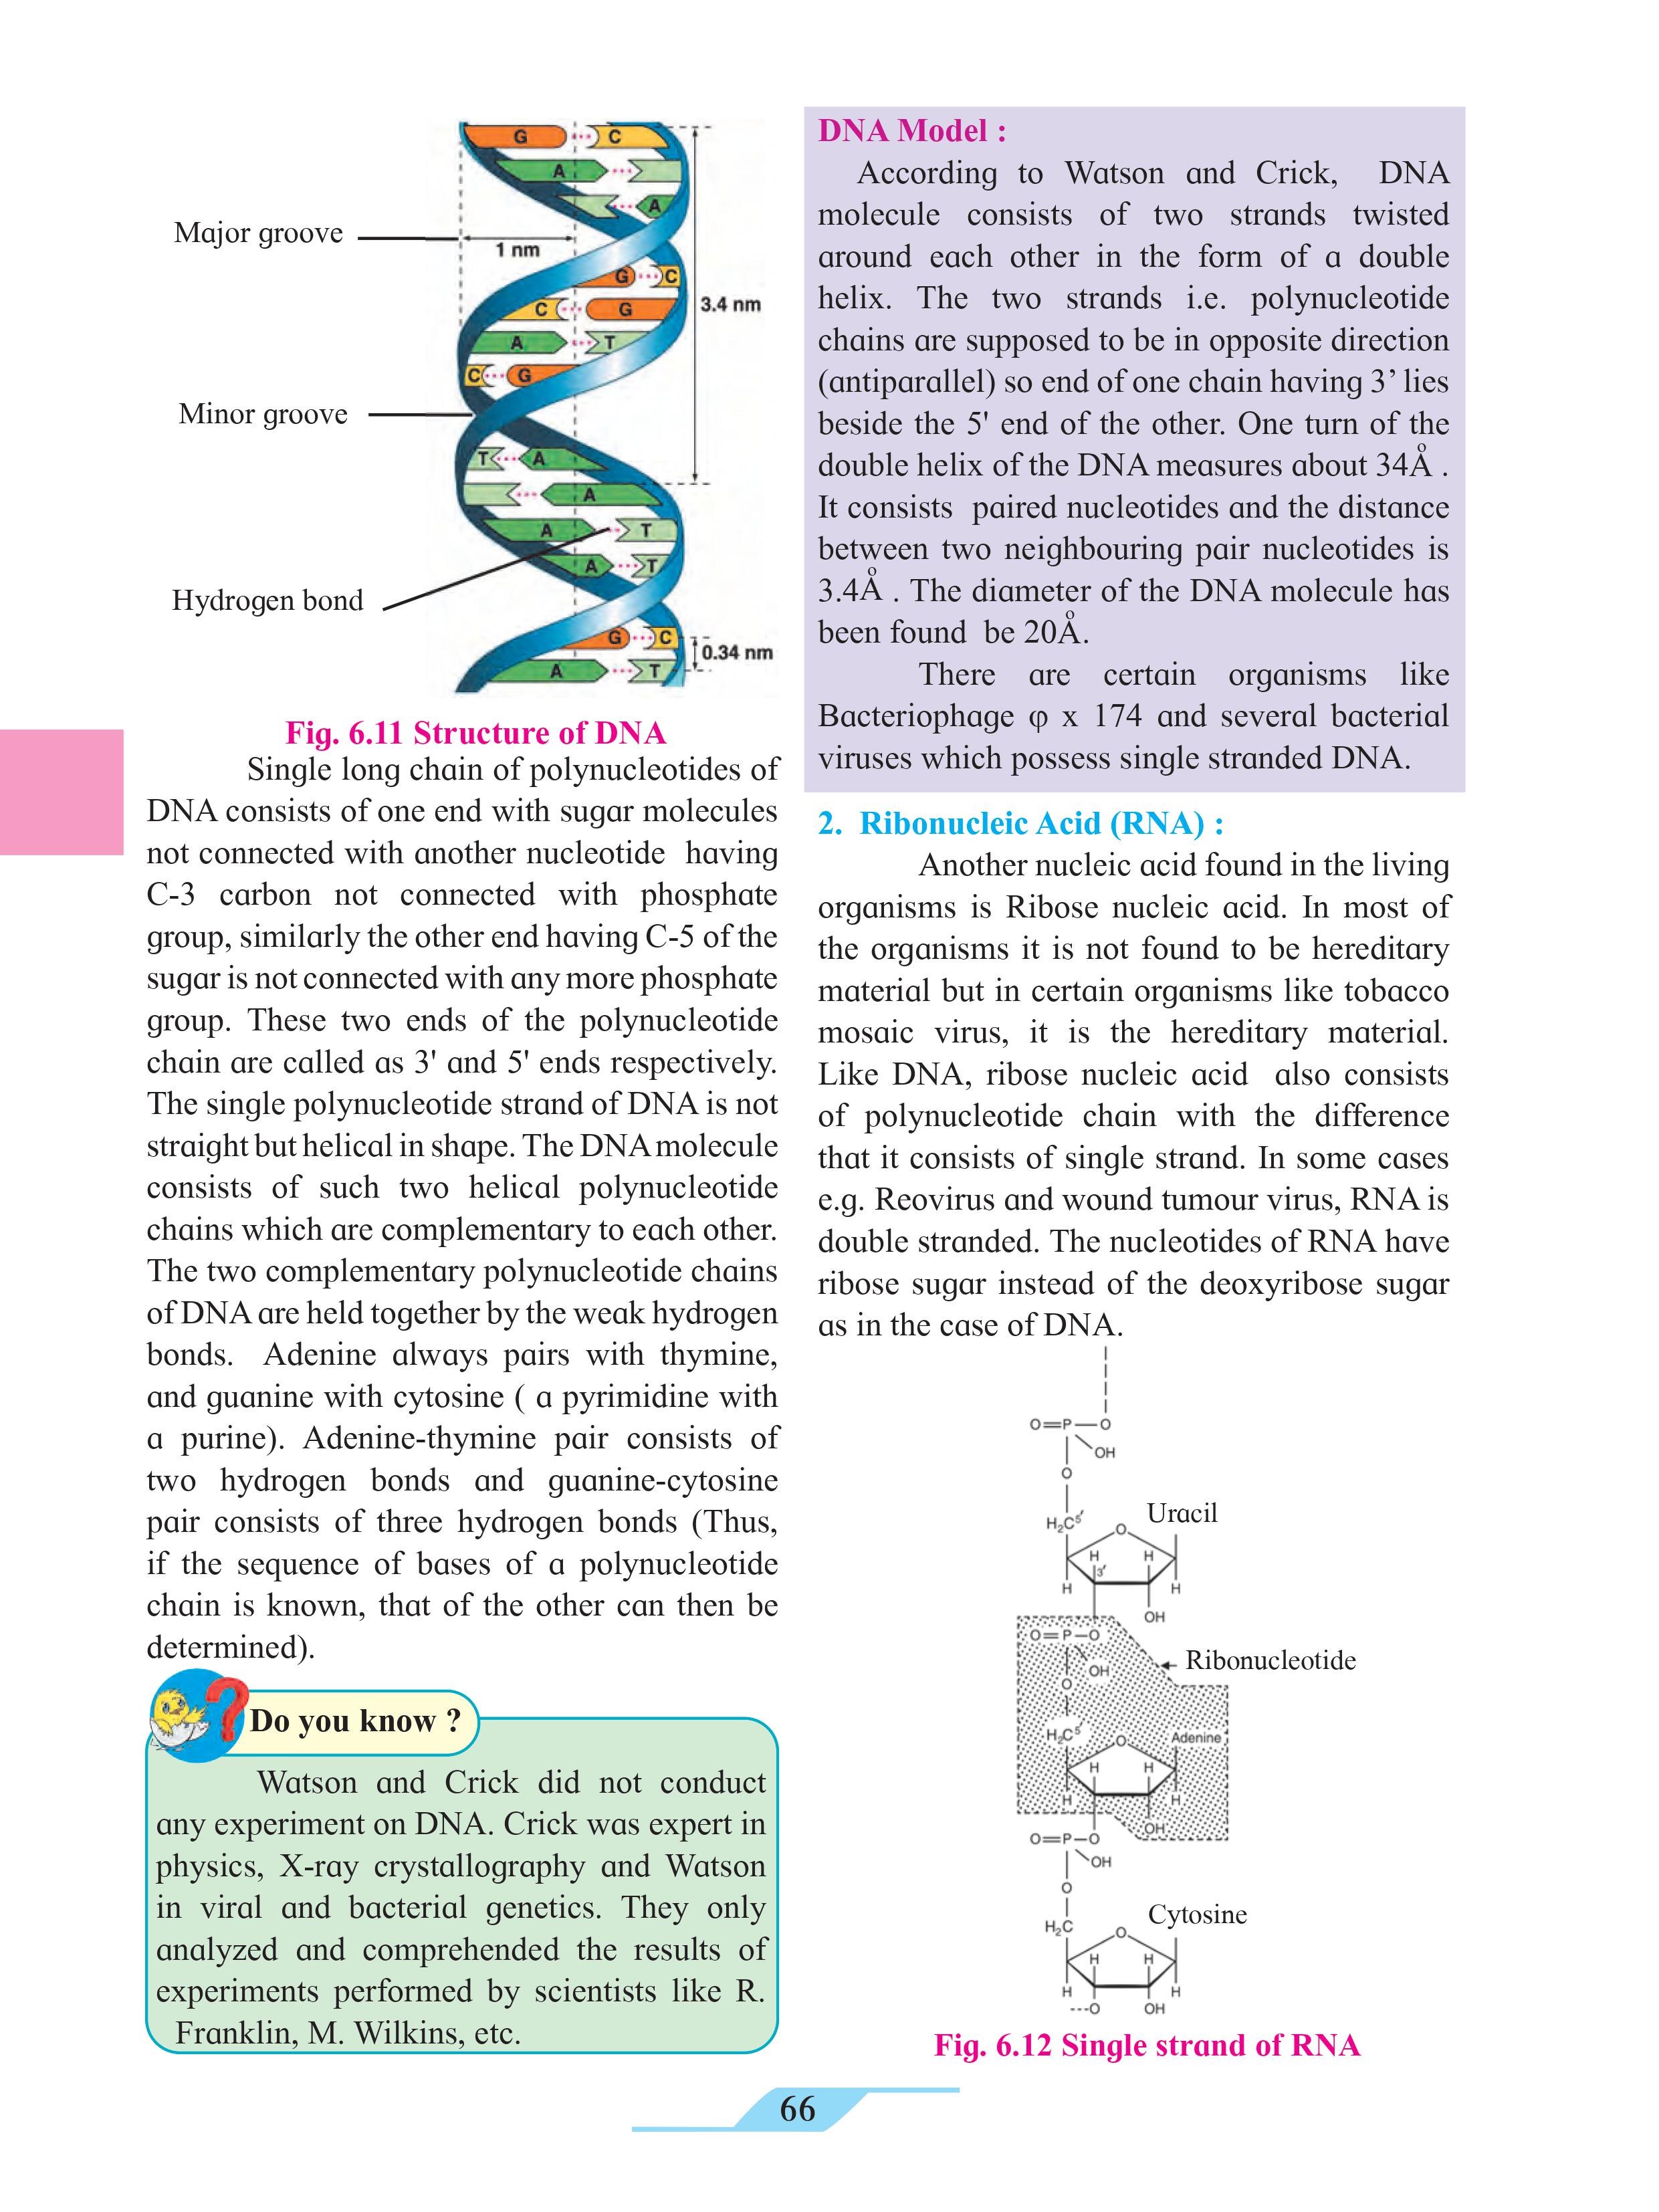 G C
A
A
Major groove
1 nm
G C
3.4 nm
C G
A T
C G
Minor groove
T A
A
A T
Hydrogen bond
A T
G C
0.34 nm
A T
Fig. 6.11 Structure of DNA
Single long chain of polynucleotides of
DNA consists of one end with sugar molecules
not connected with another nucleotide having
C-3 carbon not connected with phosphate
group, similarly the other end having C-5 of the
sugar is not connected with any more phosphate
group. These two ends of the polynucleotide
chain are called as 3' and 5' ends respectively.
The single polynucleotide strand of DNA is not
straight but helical in shape. The DNA molecule
consists of such two helical polynucleotide
chains which are complementary to each other.
The two complementary polynucleotide chains
of DNA are held together by the weak hydrogen
bonds. Adenine always pairs with thymine,
and guanine with cytosine ( a pyrimidine with
a purine). Adenine-thymine pair consists of
two hydrogen bonds and guanine-cytosine
pair consists of three hydrogen bonds (Thus,
if the sequence of bases of a polynucleotide
chain is known, that of the other can then be
determined).
Do you know ?
Watson and Crick did not conduct
any experiment on DNA. Crick was expert in
physics, X-ray crystallography and Watson
in viral and bacterial genetics. They only
analyzed and comprehended the results of
experiments performed by scientists like R.
Franklin, M. Wilkins, etc.
DNA Model :
According to Watson and Crick, DNA
molecule consists of two strands twisted
around each other in the form of a double
helix. The two strands i.e. polynucleotide
chains are supposed to be in opposite direction
(antiparallel) so end of one chain having 3’ lies
beside the 5' end of the other. One turn of the
double helix of the DNA measures about 34Å .
It consists paired nucleotides and the distance
between two neighbouring pair nucleotides is
3.4Å . The diameter of the DNA molecule has
been found be 20Å.
There are certain organisms like
Bacteriophage φ x 174 and several bacterial
viruses which possess single stranded DNA.
2. Ribonucleic Acid (RNA) :
Another nucleic acid found in the living
organisms is Ribose nucleic acid. In most of
the organisms it is not found to be hereditary
material but in certain organisms like tobacco
mosaic virus, it is the hereditary material.
Like DNA, ribose nucleic acid also consists
of polynucleotide chain with the difference
that it consists of single strand. In some cases
e.g. Reovirus and wound tumour virus, RNA is
double stranded. The nucleotides of RNA have
ribose sugar instead of the deoxyribose sugar
as in the case of DNA.
O=P—O
OH
O
Uracil
H₂C5'
O
H H
3'
H H
OH
O=P—O
Ribonucleotide
OH
O
H₂C5'
Adenine
O
H H
H H
OH
O=P—O
OH
O
Cytosine
H₂C
O
H H
H H
---O OH
Fig. 6.12 Single strand of RNA
66